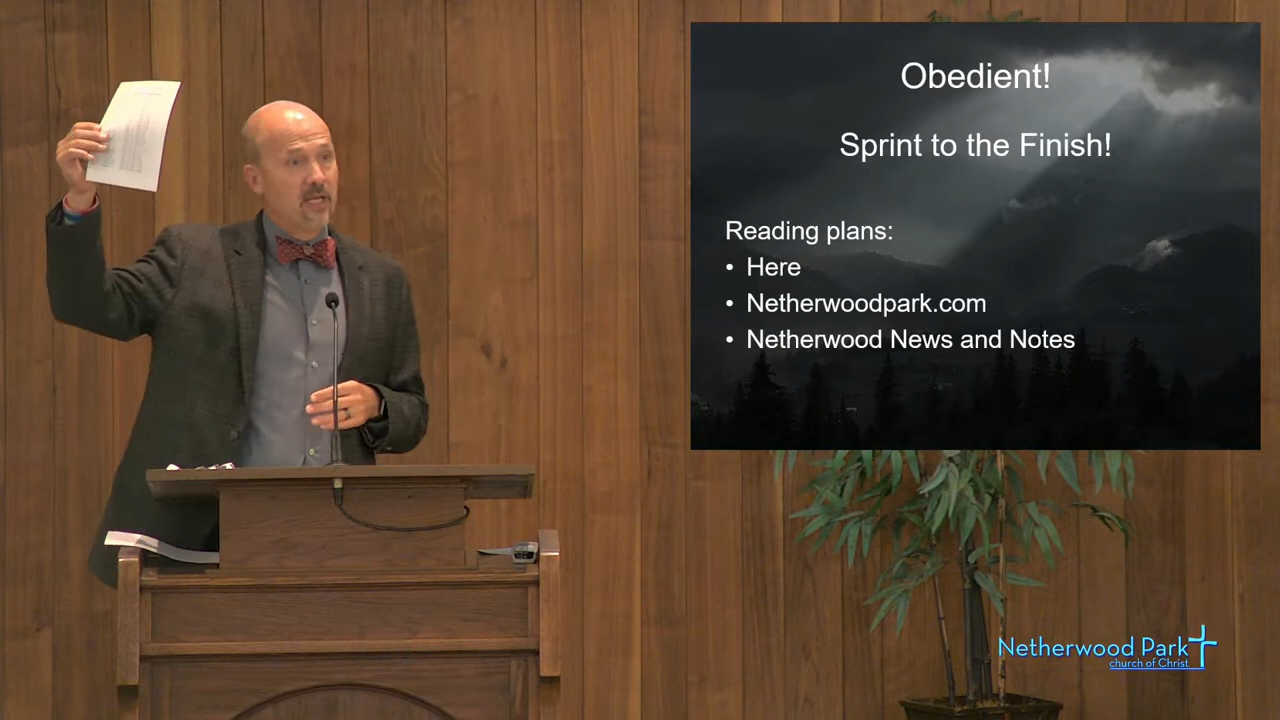 Obedient!
Sprint to the Finish!
Reading plans:
• Here
• Netherwoodpark.com
• Netherwood News and Notes
Netherwood Park
church of Christ